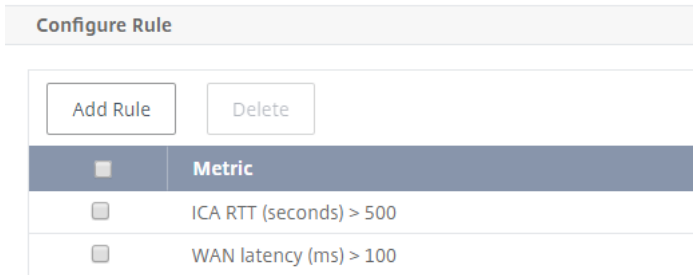 Configure Rule
Add Rule Delete
Metric
ICA RTT (seconds) > 500
WAN latency (ms) > 100